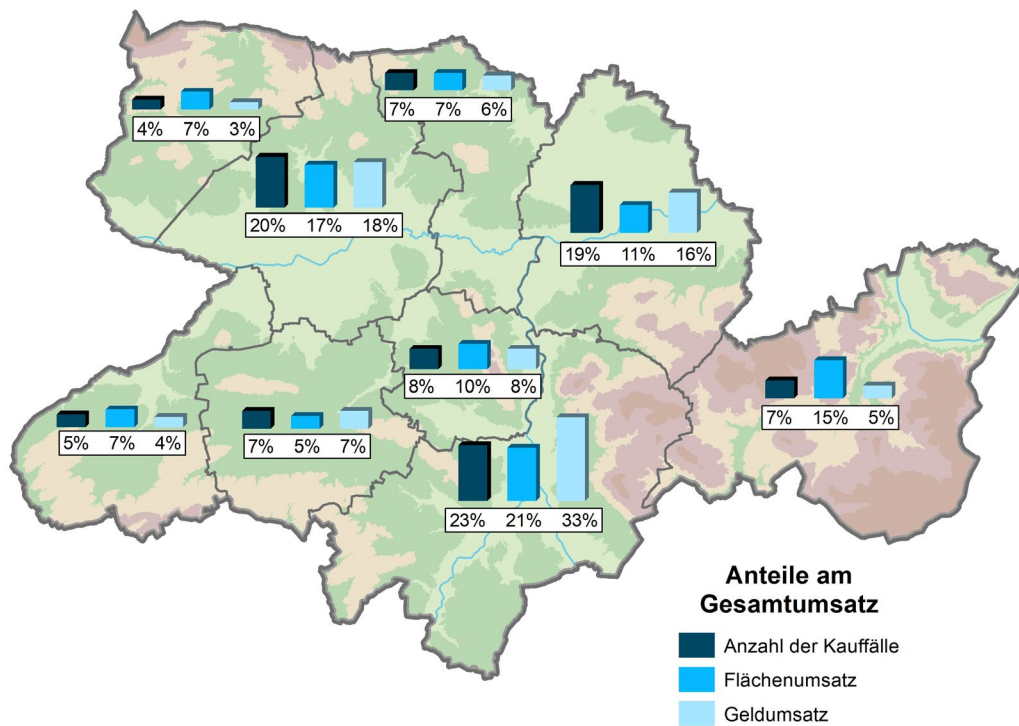 7% 7% 6%
4% 7% 3%
20% 17% 18%
19% 11% 16%
8% 10% 8%
7% 15% 5%
5% 7% 4%
7% 5% 7%
23% 21% 33%
Anteile am
Gesamtumsatz
Anzahl der Kauffälle
Flächenumsatz
Geldumsatz